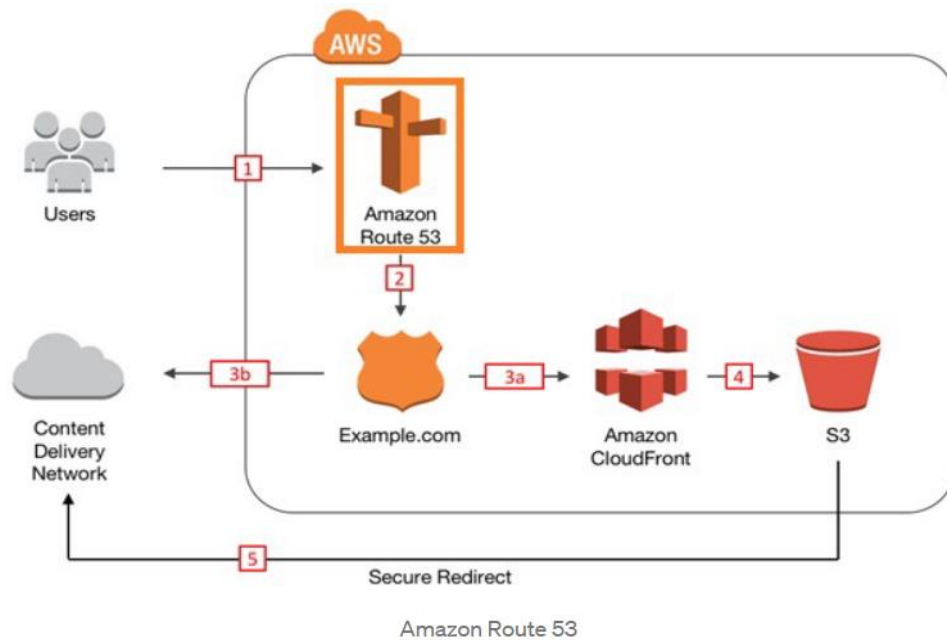 AWS
1
Users
Amazon
Route 53
2
3b
3a
4
Content
Delivery
Network
Example.com
Amazon
CloudFront
S3
5
Secure Redirect
Amazon Route 53